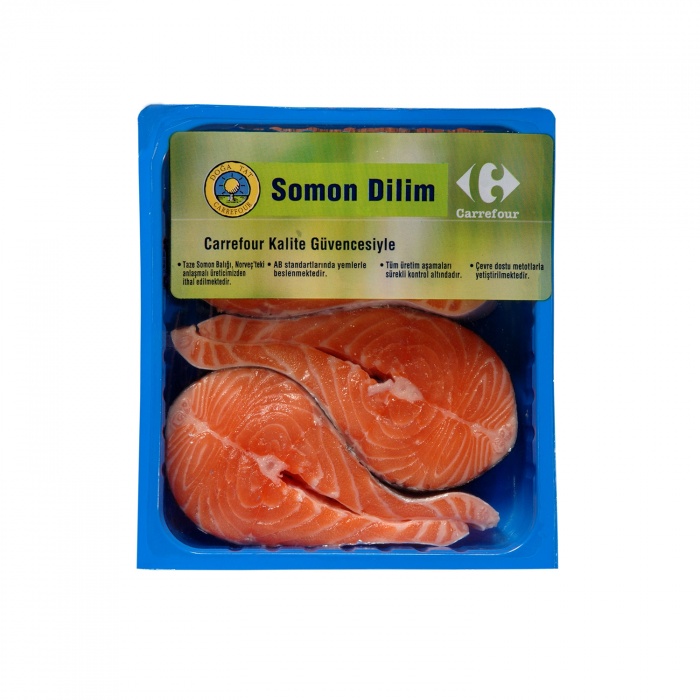 DOĞA TAT
CARREFOUR
Somon Dilim
Carrefour
Carrefour Kalite Güvencesiyle
• Taze Somon Balığı, Norveç'teki
anlaşmalı üreticimizden
ithal edilmektedir.
• AB standartlarında yemlerle
beslenmektedir.
• Tüm üretim aşamaları
sürekli kontrol altındadır.
• Çevre dostu metotlarla
yetiştirilmektedir.